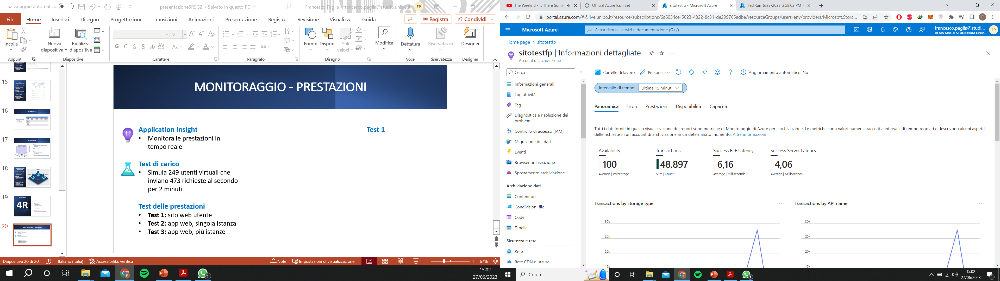 Salvataggio automatico
presentazioneSRSG2 • Salvato in questo PC
Francesco Paglia - francesco.paglia@studio.unibo.it
FP
File
Home
Inserisci
Disegno
Progettazione
Transizioni
Animazioni
Presentazione
Registra
Revisione
Visualizza
Guida
Registra
Condividi
Incolla
Nuova
diapositiva
Riutilizza
diapositive
22
G C S S ab AV Aa A
Forme
Disponi
Stili
veloci
Modifica
Dettatura
Riservatezza
Designer
Appunti
Diapositive
Carattere
Paragrafo
Disegno
Voce
Riservatezza
Designer
15
16
17
18
19
4R
20
MONITORAGGIO - PRESTAZIONI
Application Insight
• Monitora le prestazioni in
tempo reale
Test di carico
• Simula 249 utenti virtuali che
inviano 473 richieste al secondo
per 2 minuti
Test delle prestazioni
• Test 1: sito web utente
• Test 2: app web, singola istanza
• Test 3: app web, più istanze
Test 1
Diapositiva 20 di 20
Italiano (Italia)
Accessibilità: verifica
Note
Impostazioni di visualizzazione
67%
15:02
27/06/2023
The Weeknd - Is There Some
Official Azure Icon Set
sitotestfp - Microsoft Azure
TestRun_6/27/2023_2:58:02 PM -
portal.azure.com/#@live.unibo.it/resource/subscriptions/6a6034ce-5623-4822-8c31-de299765adbe/resourceGroups/users-env/providers/Microsoft.Stora...
Microsoft Azure
Cerca risorse, servizi e documentazione (G+/)
francesco.paglia@studi...
ALMA MATER STUDIORUM UNIV...
FP
Home page > sitotestfp
sitotestfp | Informazioni dettagliate
Account di archiviazione
Cerca
Cartelle di lavoro
Personalizza
Aggiornamento automatico: No
Informazioni generali
Log attività
Tag
Diagnostica e risoluzione dei
problemi
Controllo di accesso (IAM)
Migrazione dei dati
Eventi
Browser archiviazione
Spostamento archiviazione
Archiviazione dati
Contenitori
Condivisioni file
Code
Tabelle
Sicurezza e rete
Rete
Rete CDN di Azure
Intervallo di tempo: Ultime 15 minuti
Panoramica
Errori
Prestazioni
Disponibilità
Capacità
Tutti i dati forniti in questa visualizzazione del report sono metriche di Monitoraggio di Azure per l'archiviazione. Le metriche sono valori numerici raccolti a intervalli di tempo regolari e descrivono alcuni aspetti
delle richieste in un account di archiviazione in un determinato momento. Altre informazioni
Availability
100
Average | Percentage
Transactions
48.897
Sum | Count
Success E2E Latency
6,16
Average | Milliseconds
Success Server Latency
4,06
Average | Milliseconds
Transactions by storage type
30k
25k
20k
15k
Transactions by API name
30k
25k
20k
15k
Cerca
15:02
27/06/2023